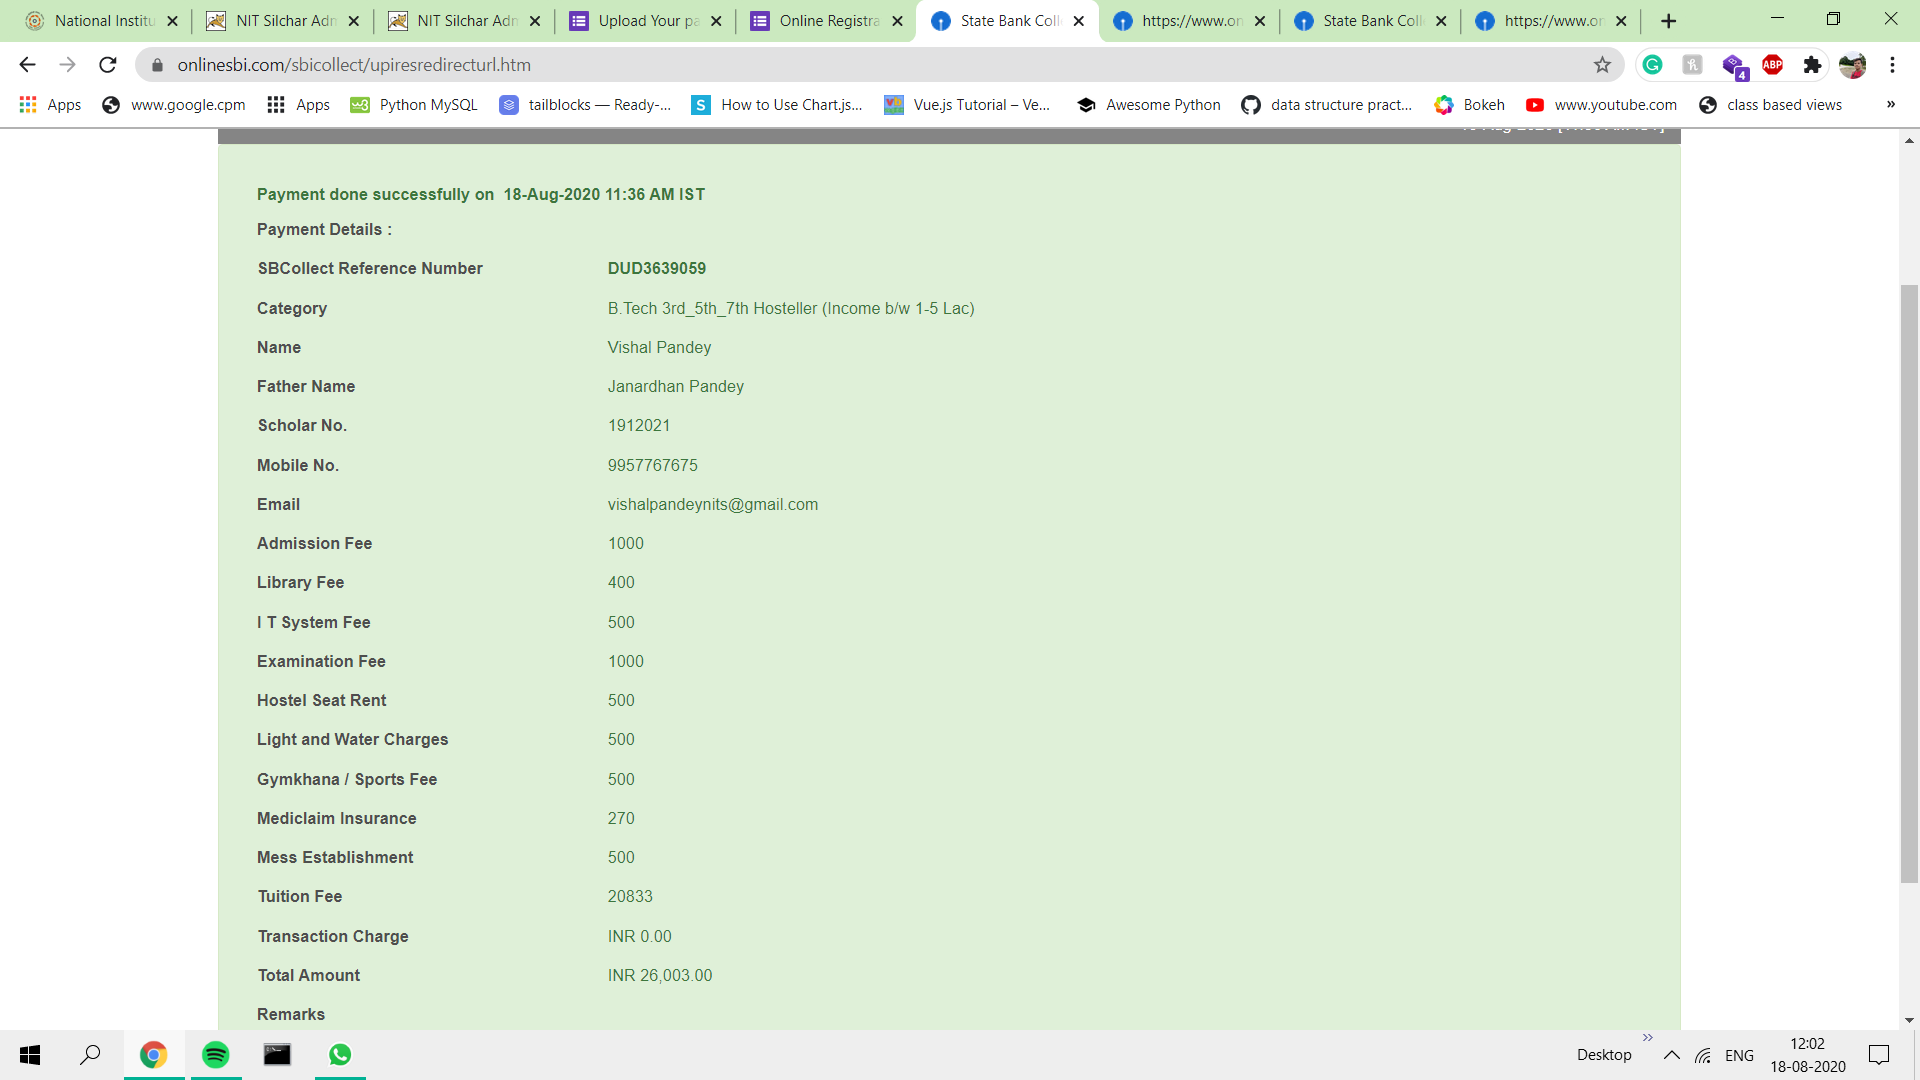 National Institu
NIT Silchar Adm
NIT Silchar Adm
Upload Your pa
Online Registra
State Bank Coll
https://www.on
State Bank Coll
https://www.on
onlinesbi.com/sbicollect/upiresredirecturl.htm
4
ABP
Apps
www.google.cpm
Apps
Python MySQL
tailblocks — Ready-...
How to Use Chart.js...
Vue.js Tutorial – Ve...
Awesome Python
data structure pract...
Bokeh
www.youtube.com
class based views
»
Payment done successfully on 18-Aug-2020 11:36 AM IST
Payment Details :
SBCollect Reference Number DUD3639059
Category B.Tech 3rd_5th_7th Hosteller (Income b/w 1-5 Lac)
Name Vishal Pandey
Father Name Janardhan Pandey
Scholar No. 1912021
Mobile No. 9957767675
Email vishalpandeynits@gmail.com
Admission Fee 1000
Library Fee 400
I T System Fee 500
Examination Fee 1000
Hostel Seat Rent 500
Light and Water Charges 500
Gymkhana / Sports Fee 500
Mediclaim Insurance 270
Mess Establishment 500
Tuition Fee 20833
Transaction Charge INR 0.00
Total Amount INR 26,003.00
Remarks
Desktop
»
ENG
12:02
18-08-2020